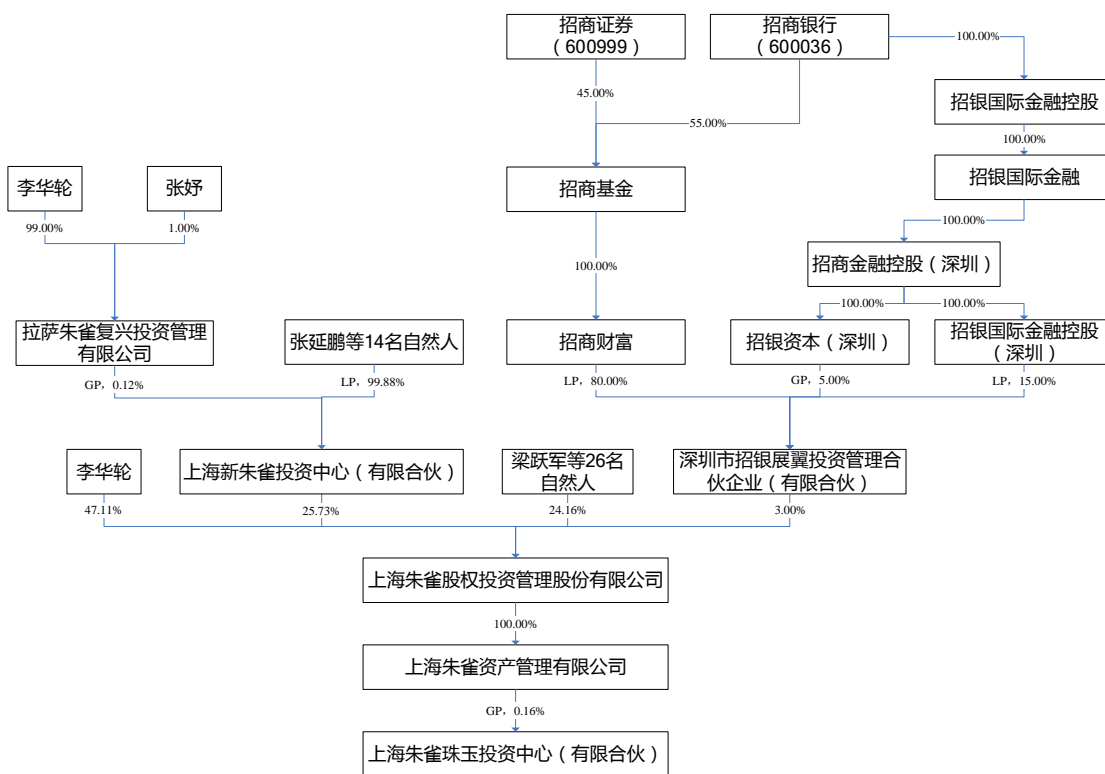 招商证券
（600999）
招商银行
（600036）
100.00%
45.00%
55.00%
招银国际金融控股
100.00%
李华轮
张妤
招商基金
招银国际金融
99.00%
1.00%
100.00%
100.00%
招商金融控股（深圳）
100.00%
100.00%
拉萨朱雀复兴投资管理
有限公司
张延鹏等14名自然人
招商财富
招银资本（深圳）
招银国际金融控股
（深圳）
GP，0.12%
LP，99.88%
LP，80.00%
GP，5.00%
LP，15.00%
李华轮
上海新朱雀投资中心（有限合伙）
梁跃军等26名
自然人
深圳市招银展翼投资管理合
伙企业（有限合伙）
47.11%
25.73%
24.16%
3.00%
上海朱雀股权投资管理股份有限公司
100.00%
上海朱雀资产管理有限公司
GP，0.16%
上海朱雀珠玉投资中心（有限合伙）